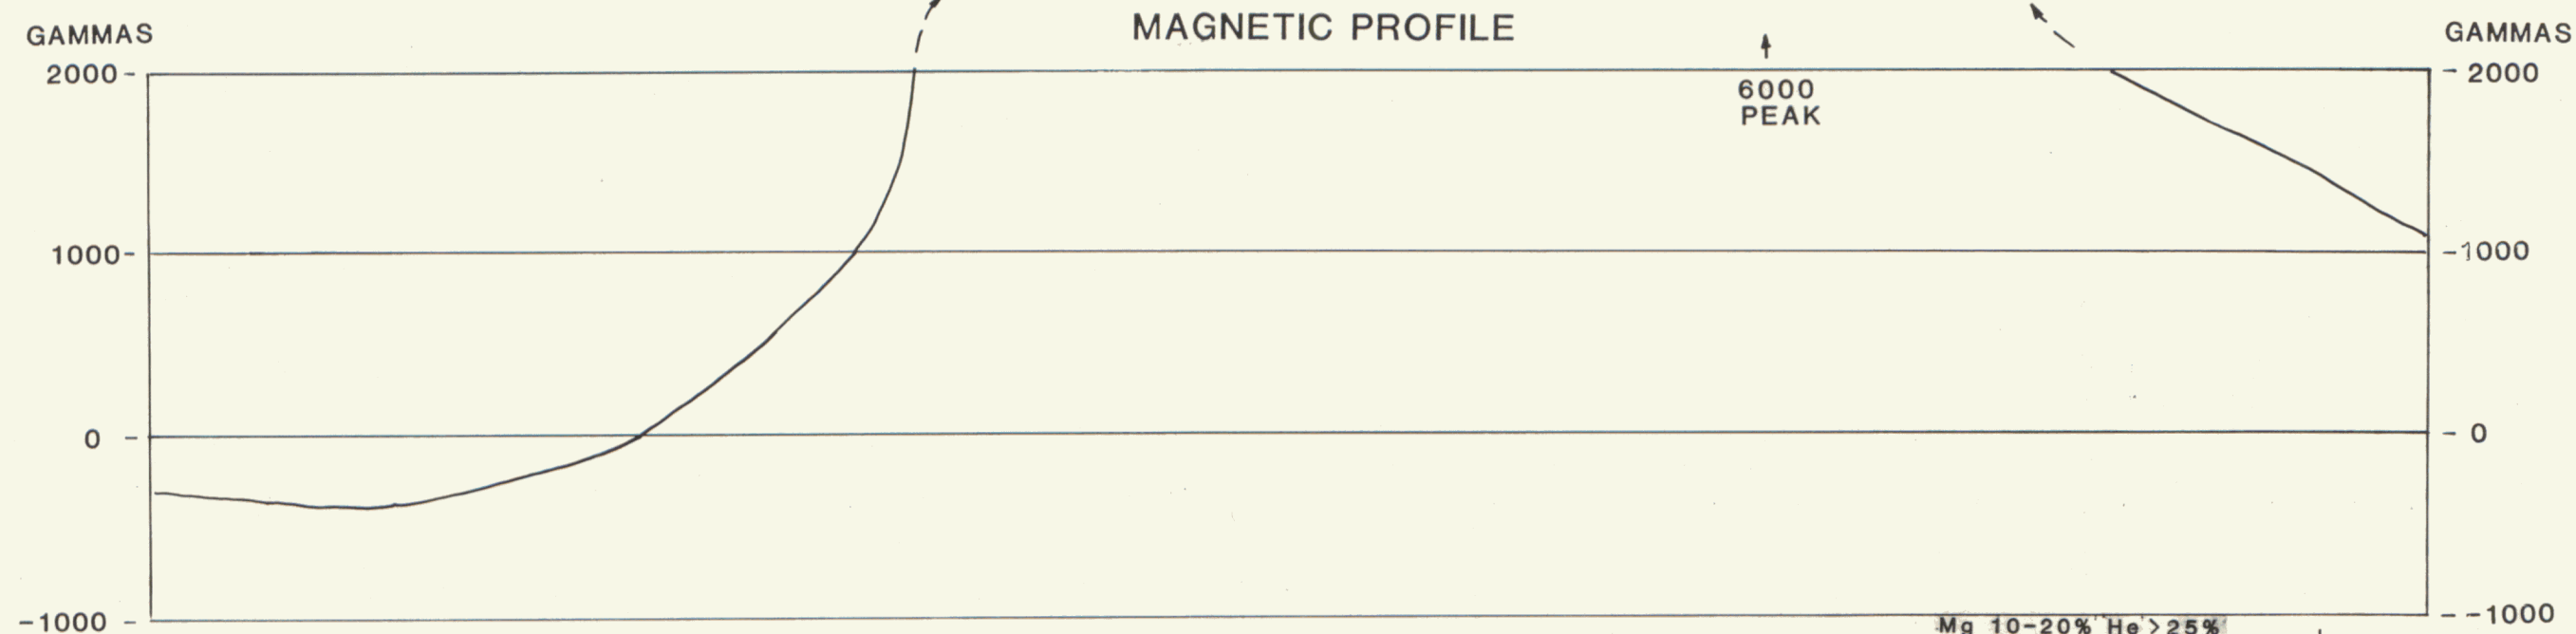 MAGNETIC PROFILE
GAMMAS
GAMMAS
2000-
- 2000
6000
PEAK
1000-
-1000
0 -
- 0
-1000 -
- -1000
Mg 10-20% He >25%